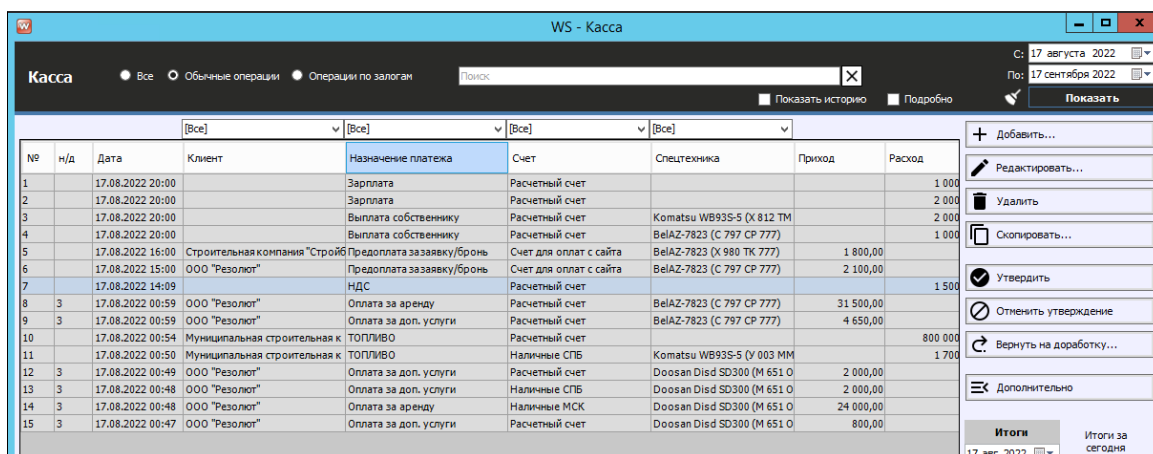 WS - Касса
Касса
Все Обычные операции Операции по залогам
Поиск
С: 17 августа 2022
По: 17 сентября 2022
Показать историю Подробно Показать
[Все] [Все] [Все] [Все]
№ н/д Дата Клиент Назначение платежа Счет Спецтехника Приход Расход
1 17.08.2022 20:00 Зарплата Расчетный счет 1 000
2 17.08.2022 20:00 Зарплата Расчетный счет 2 000
3 17.08.2022 20:00 Выплата собственнику Расчетный счет Komatsu WB93S-5 (X 812 TM 2 000
4 17.08.2022 20:00 Выплата собственнику Расчетный счет BelAZ-7823 (C 797 CP 777) 1 000
5 17.08.2022 16:00 Строительная компания "Строй Предоплата за заявку/бронь Счет для оплат с сайта BelAZ-7823 (X 980 TK 777) 1 800,00
6 17.08.2022 15:00 ООО "Резолют" Предоплата за заявку/бронь Счет для оплат с сайта BelAZ-7823 (C 797 CP 777) 2 100,00
7 17.08.2022 14:09 НДС Расчетный счет 1 500
8 З 17.08.2022 00:59 ООО "Резолют" Оплата за аренду Расчетный счет BelAZ-7823 (C 797 CP 777) 31 500,00
9 З 17.08.2022 00:59 ООО "Резолют" Оплата за доп. услуги Расчетный счет BelAZ-7823 (C 797 CP 777) 4 650,00
10 17.08.2022 00:54 Муниципальная строительная к ТОПЛИВО Расчетный счет 800 000
11 17.08.2022 00:50 Муниципальная строительная к ТОПЛИВО Наличные СПБ Komatsu WB93S-5 (У 003 ММ 1 700
12 З 17.08.2022 00:49 ООО "Резолют" Оплата за доп. услуги Расчетный счет Doosan Disd SD300 (M 651 O 2 000,00
13 З 17.08.2022 00:48 ООО "Резолют" Оплата за доп. услуги Наличные СПБ Doosan Disd SD300 (M 651 O 2 000,00
14 З 17.08.2022 00:48 ООО "Резолют" Оплата за аренду Наличные МСК Doosan Disd SD300 (M 651 O 24 000,00
15 З 17.08.2022 00:47 ООО "Резолют" Оплата за доп. услуги Расчетный счет Doosan Disd SD300 (M 651 O 800,00
Добавить...
Редактировать...
Удалить
Скопировать...
Утвердить
Отменить утверждение
Вернуть на доработку...
Дополнительно
Итоги
17 авг. 2022
Итоги за
сегодня